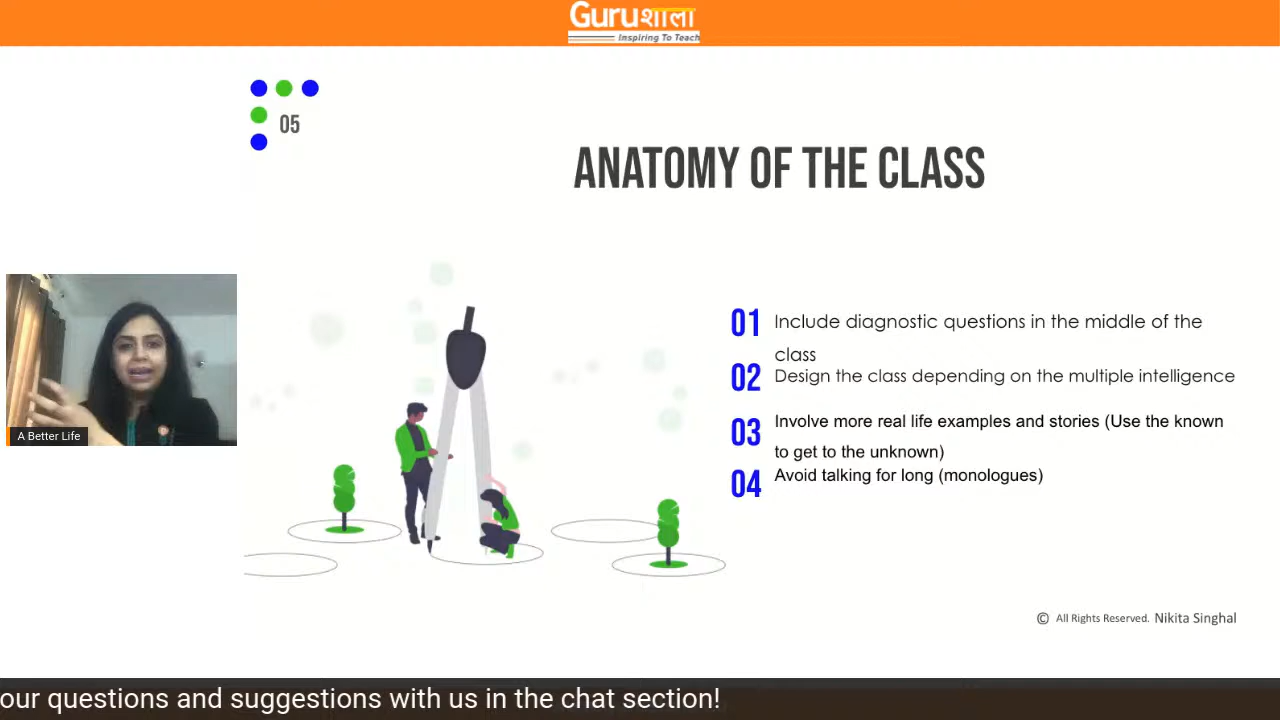 Guruशाला
Inspiring To Teach
05
ANATOMY OF THE CLASS
01 Include diagnostic questions in the middle of the
class
02 Design the class depending on the multiple intelligence
03 Involve more real life examples and stories (Use the known
to get to the unknown)
04 Avoid talking for long (monologues)
A Better Life
© All Rights Reserved. Nikita Singhal
our questions and suggestions with us in the chat section!